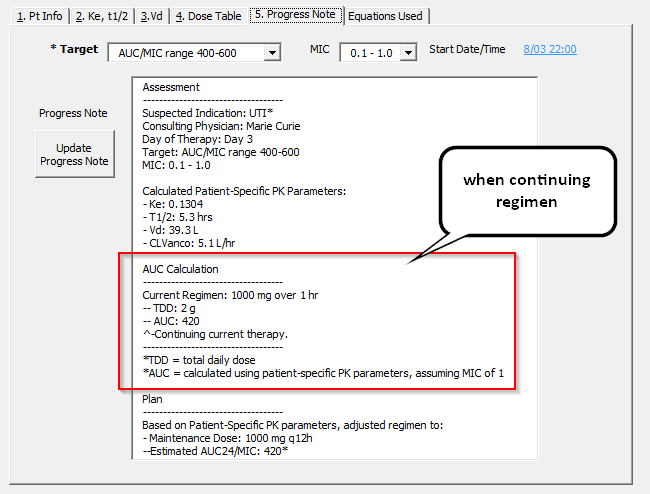 1. Pt Info 2. Ke, t1/2 3.Vd 4. Dose Table 5. Progress Note Equations Used
* Target AUC/MIC range 400-600 MIC 0.1 - 1.0 Start Date/Time 8/03 22:00
Progress Note
Update
Progress Note
Assessment
-----------------------------------
Suspected Indication: UTI*
Consulting Physician: Marie Curie
Day of Therapy: Day 3
Target: AUC/MIC range 400-600
MIC: 0.1 - 1.0
Calculated Patient-Specific PK Parameters:
- Ke: 0.1304
- T1/2: 5.3 hrs
- Vd: 39.3 L
- CLVanco: 5.1 L/hr
when continuing
regimen
AUC Calculation
-----------------------------------
Current Regimen: 1000 mg over 1 hr
-- TDD: 2 g
-- AUC: 420
^-Continuing current therapy.
-----------------------------------
*TDD = total daily dose
*AUC = calculated using patient-specific PK parameters, assuming MIC of 1
Plan
-----------------------------------
Based on Patient-Specific PK parameters, adjusted regimen to:
- Maintenance Dose: 1000 mg q12h
--Estimated AUC24/MIC: 420*